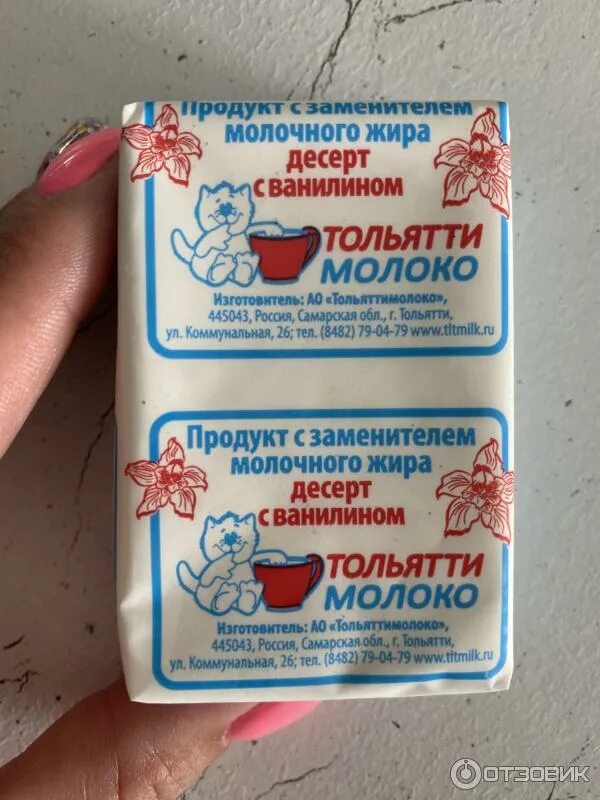 Продукт с заменителем
молочного жира
десерт
с ванилином
ТОЛЬЯТТИ
МОЛОКО
Изготовитель: АО «Тольяттимолоко»,
445043, Россия, Самарская обл., г. Тольятти,
ул. Коммунальная, 26; тел. (8482) 79-04-79 www.tltmilk.ru
Продукт с заменителем
молочного жира
десерт
с ванилином
ТОЛЬЯТТИ
МОЛОКО
Изготовитель: АО «Тольяттимолоко»,
445043, Россия, Самарская обл., г. Тольятти,
ул. Коммунальная, 26; тел. (8482) 79-04-79 www.tltmilk.ru
ОТЗОВИК